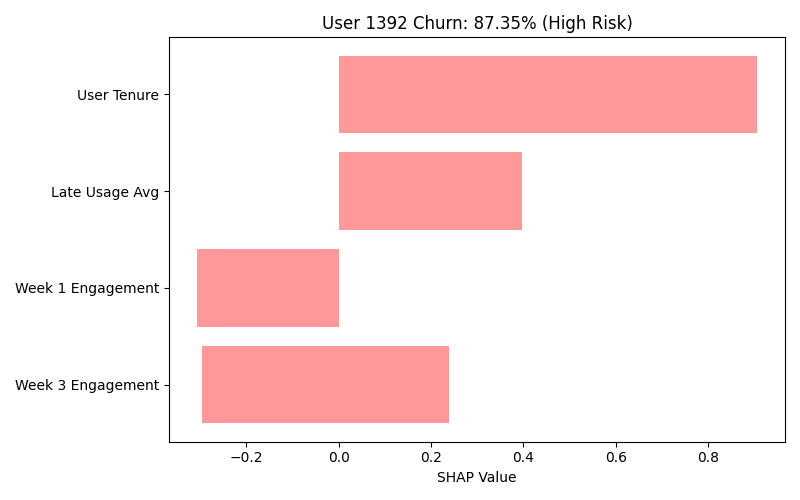 User 1392 Churn: 87.35% (High Risk)
User Tenure
Late Usage Avg
Week 1 Engagement
Week 3 Engagement
−0.2 0.0 0.2 0.4 0.6 0.8
SHAP Value